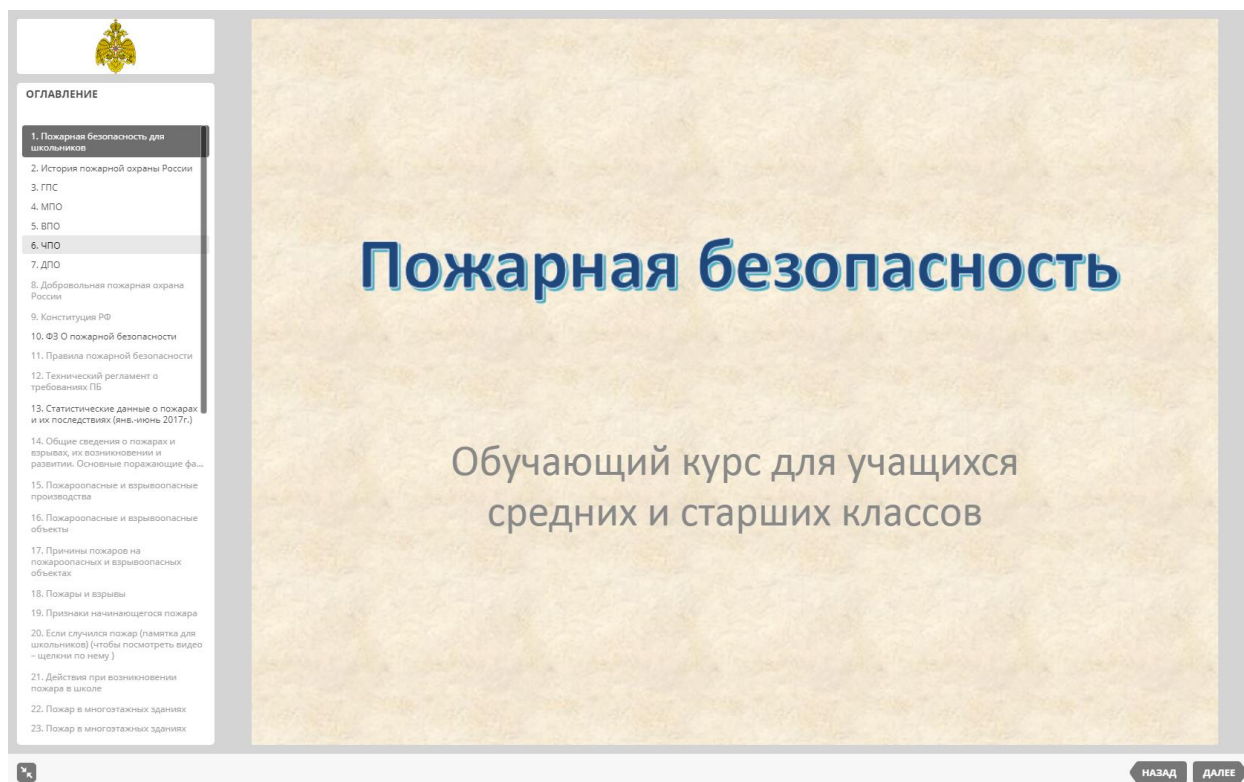 ОГЛАВЛЕНИЕ
1. Пожарная безопасность для
школьников
2. История пожарной охраны России
3. ГПС
4. МПО
5. ВПО
6. ЧПО
7. ДПО
8. Добровольная пожарная охрана
России
9. Конституция РФ
10. ФЗ О пожарной безопасности
11. Правила пожарной безопасности
12. Технический регламент о
требованиях ПБ
13. Статистические данные о пожарах
и их последствиях (янв.-июнь 2017г.)
14. Общие сведения о пожарах и
взрывах, их возникновении и
развитии. Основные поражающие фа...
15. Пожароопасные и взрывоопасные
производства
16. Пожароопасные и взрывоопасные
объекты
17. Причины пожаров на
пожароопасных и взрывоопасных
объектах
18. Пожары и взрывы
19. Признаки начинающегося пожара
20. Если случился пожар (памятка для
школьников) (чтобы посмотреть видео
– щелкни по нему )
21. Действия при возникновении
пожара в школе
22. Пожар в многоэтажных зданиях
23. Пожар в многоэтажных зданиях
Пожарная безопасность
Обучающий курс для учащихся
средних и старших классов
НАЗАД ДАЛЕЕ